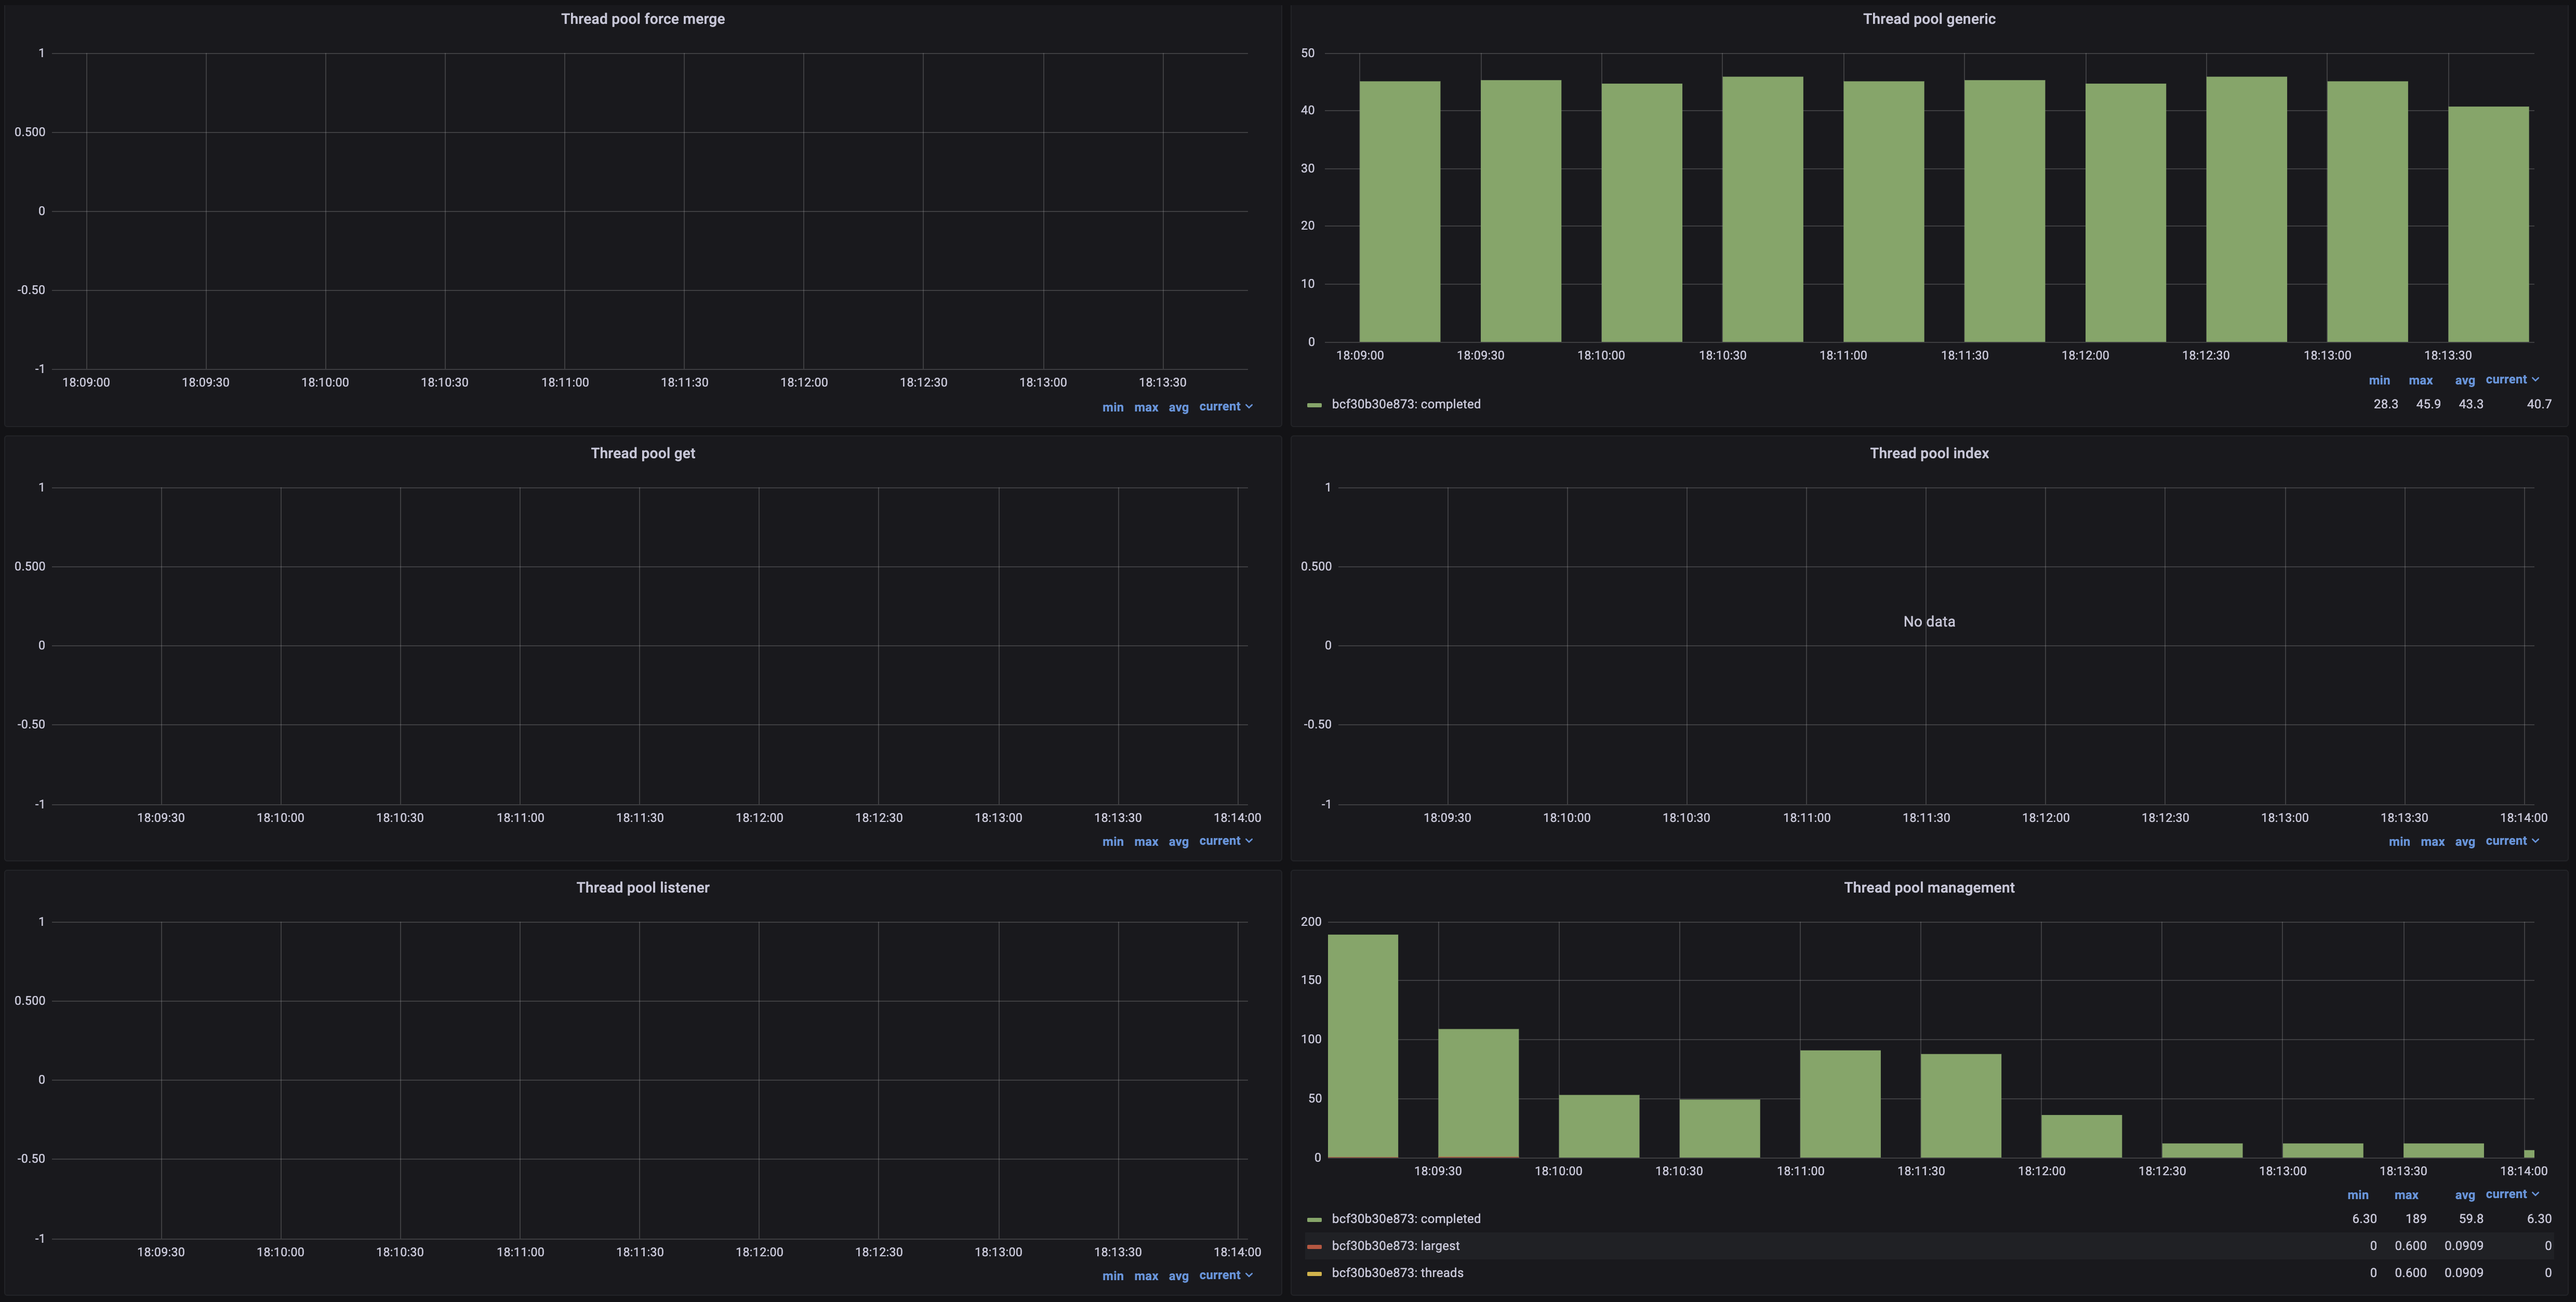 Thread pool force merge
1
0.500
0
-0.50
-1
18:09:00 18:09:30 18:10:00 18:10:30 18:11:00 18:11:30 18:12:00 18:12:30 18:13:00 18:13:30
min max avg current
Thread pool generic
50
40
30
20
10
0
18:09:00 18:09:30 18:10:00 18:10:30 18:11:00 18:11:30 18:12:00 18:12:30 18:13:00 18:13:30
min max avg current
bcf30b30e873: completed 28.3 45.9 43.3 40.7
Thread pool get
1
0.500
0
-0.50
-1
18:09:30 18:10:00 18:10:30 18:11:00 18:11:30 18:12:00 18:12:30 18:13:00 18:13:30 18:14:00
min max avg current
Thread pool index
1
0.500
No data
0
-0.50
-1
18:09:30 18:10:00 18:10:30 18:11:00 18:11:30 18:12:00 18:12:30 18:13:00 18:13:30 18:14:00
min max avg current
Thread pool listener
1
0.500
0
-0.50
-1
18:09:30 18:10:00 18:10:30 18:11:00 18:11:30 18:12:00 18:12:30 18:13:00 18:13:30 18:14:00
min max avg current
Thread pool management
200
150
100
50
0
18:09:30 18:10:00 18:10:30 18:11:00 18:11:30 18:12:00 18:12:30 18:13:00 18:13:30 18:14:00
min max avg current
bcf30b30e873: completed 6.30 189 59.8 6.30
bcf30b30e873: largest 0 0.600 0.0909 0
bcf30b30e873: threads 0 0.600 0.0909 0